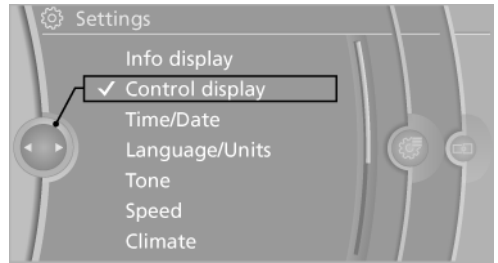 Settings
Info display
Control display
Time/Date
Language/Units
Tone
Speed
Climate